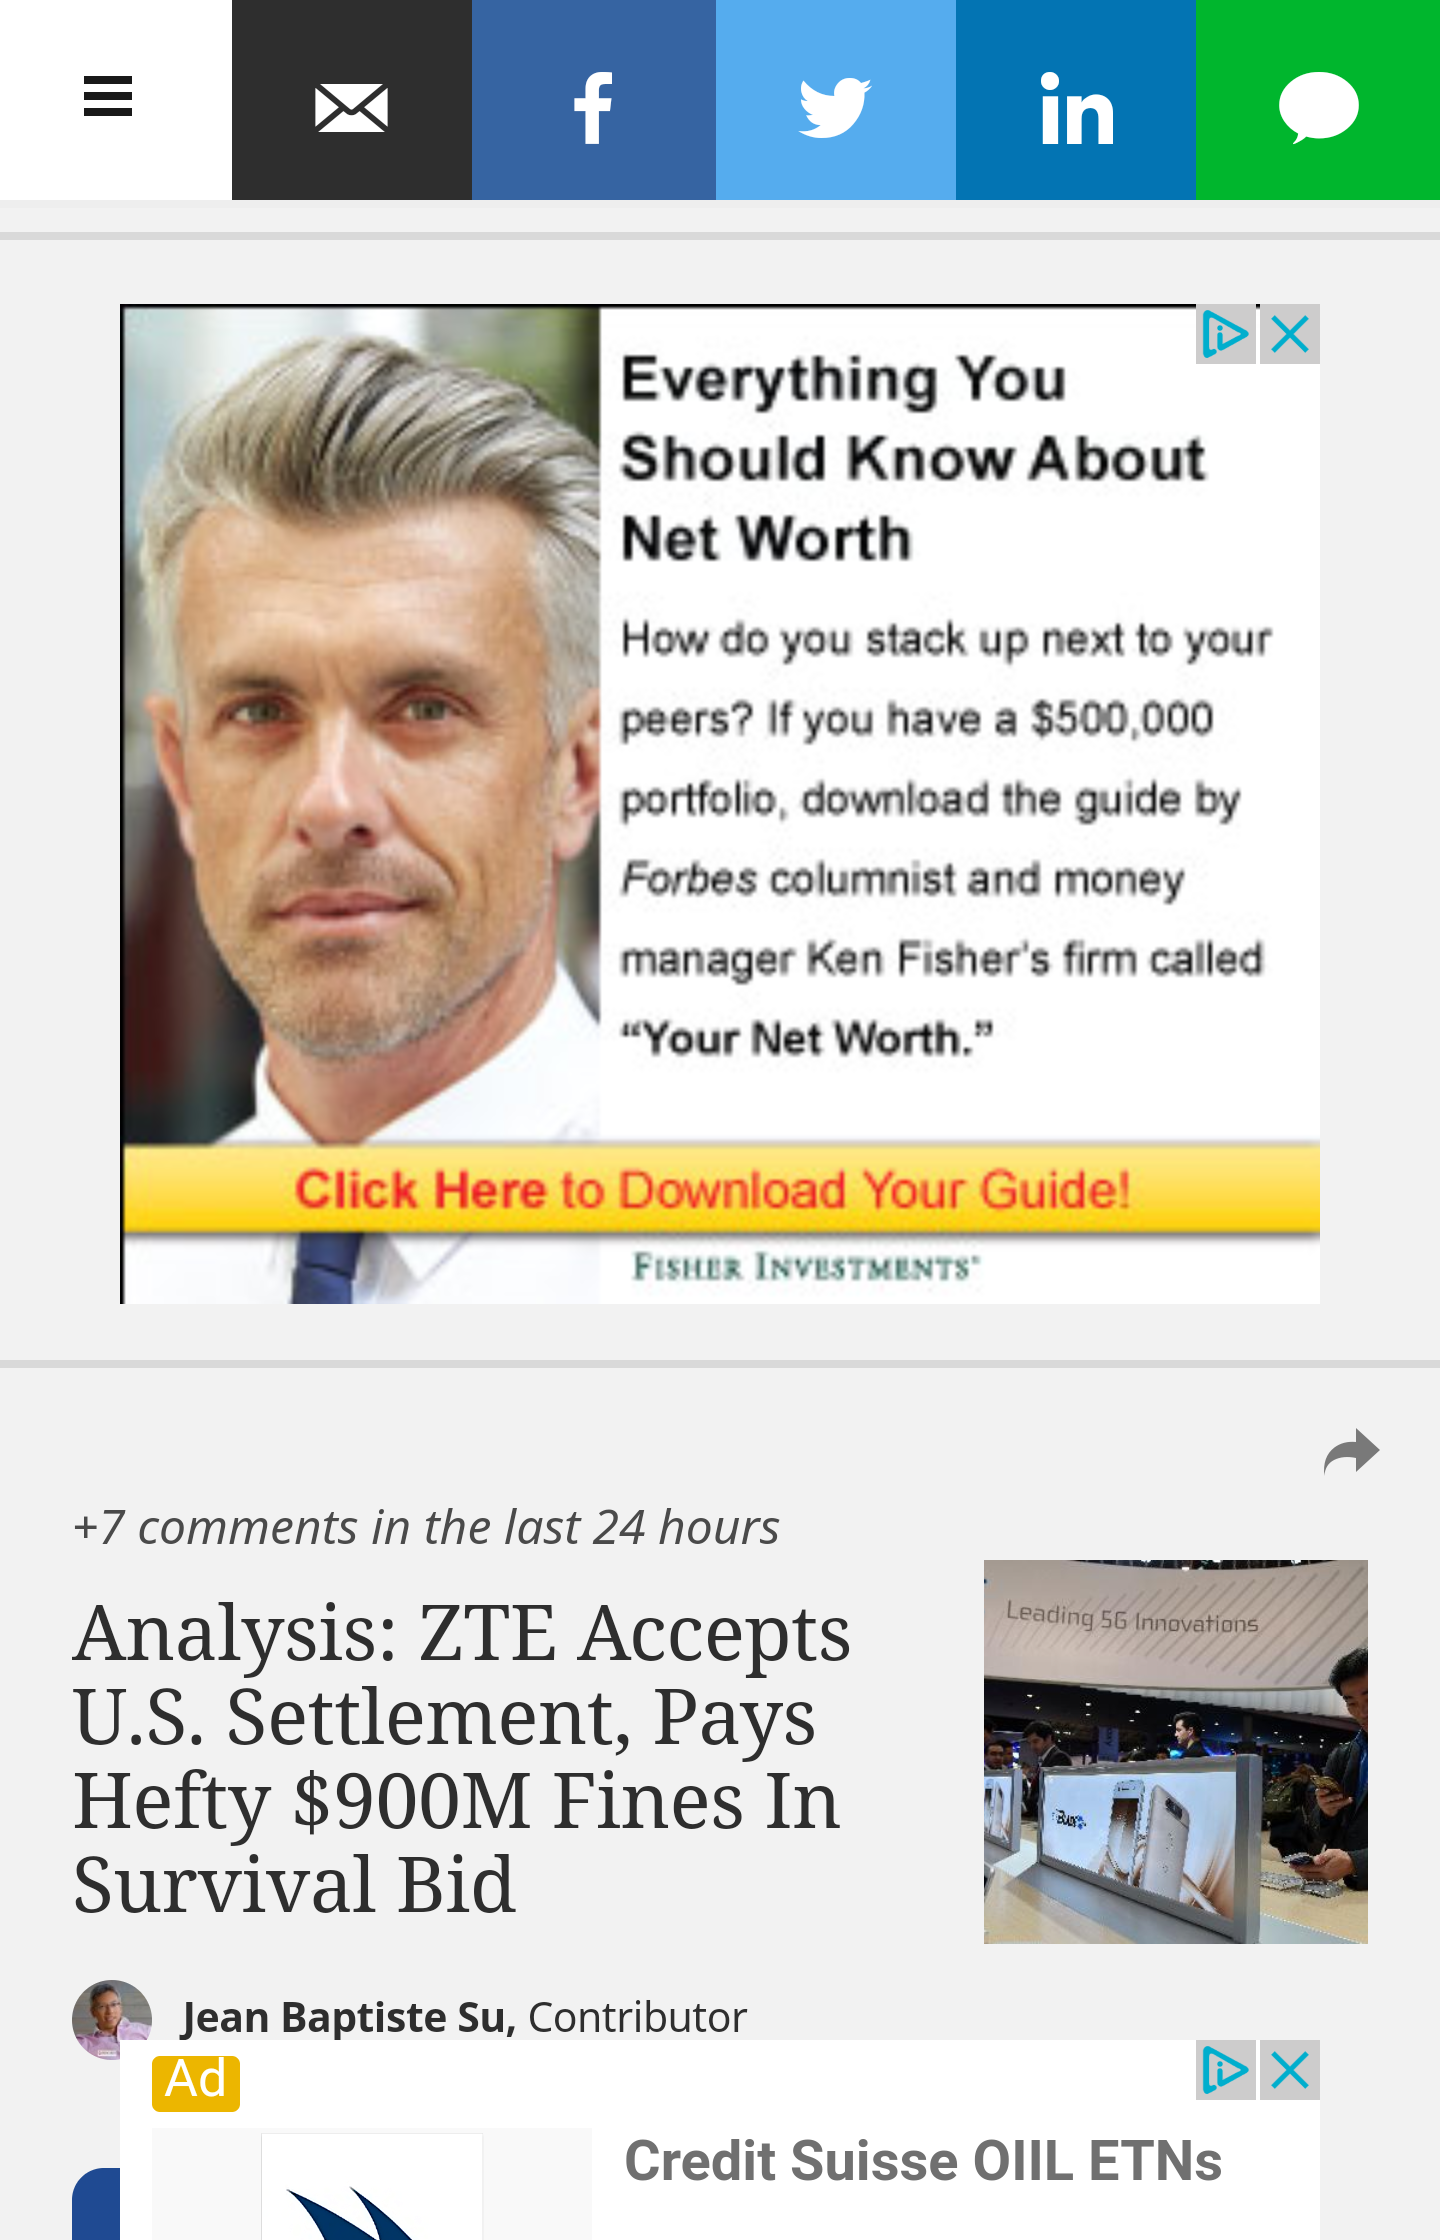 Everything You
Should Know About
Net Worth
How do you stack up next to your
peers? If you have a $500,000
portfolio, download the guide by
Forbes columnist and money
manager Ken Fisher's firm called
“Your Net Worth.”
Click Here to Download Your Guide!
FISHER INVESTMENTS®
+7 comments in the last 24 hours
Analysis: ZTE Accepts
U.S. Settlement, Pays
Hefty $900M Fines In
Survival Bid
Leading 5G Innovations
Jean Baptiste Su, Contributor
Ad
Credit Suisse OIIL ETNs